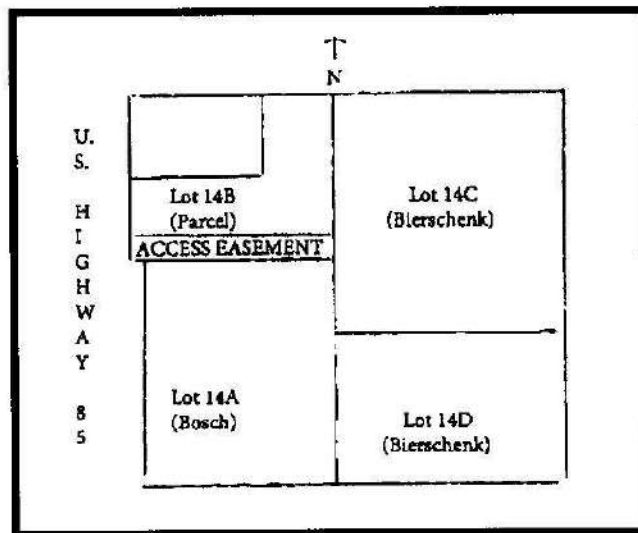 N
U.
S.
H
I
G
H
W
A
Y
8
5
Lot 14B
(Parcel)
ACCESS EASEMENT
Lot 14C
(Bierschenk)
Lot 14A
(Bosch)
Lot 14D
(Bierschenk)